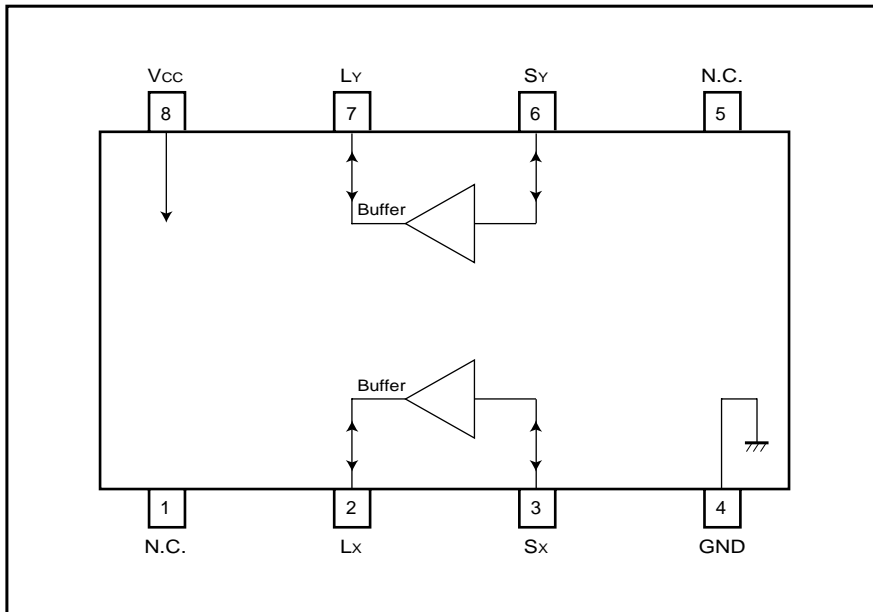 VCC LY SY N.C.
8 7 6 5
Buffer
Buffer
1 2 3 4
N.C. LX SX GND